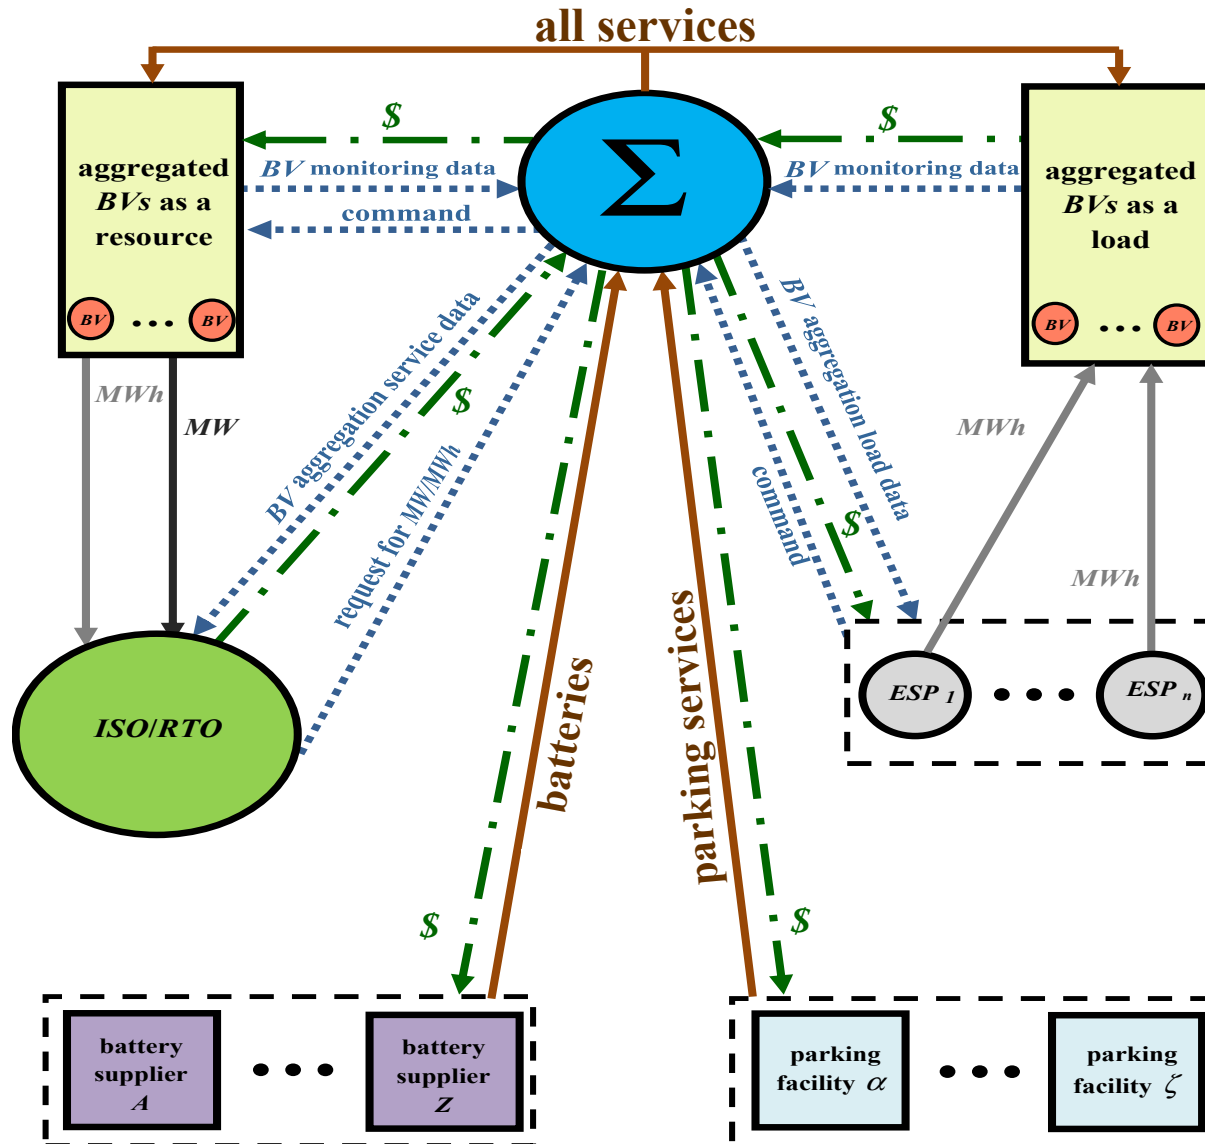 all services
$
$
aggregated
BVs as a
resource
BV monitoring data
command
Σ
BV monitoring data
aggregated
BVs as a
load
BV ... BV
BV ... BV
MWh
MW
BV aggregation service data
$
request for MW/MWh
BV aggregation load data
$
command
MWh
MWh
ISO/RTO
ESP 1 ... ESP n
batteries
parking services
$
$
battery
supplier
A
...
battery
supplier
Z
parking
facility α
...
parking
facility ζ